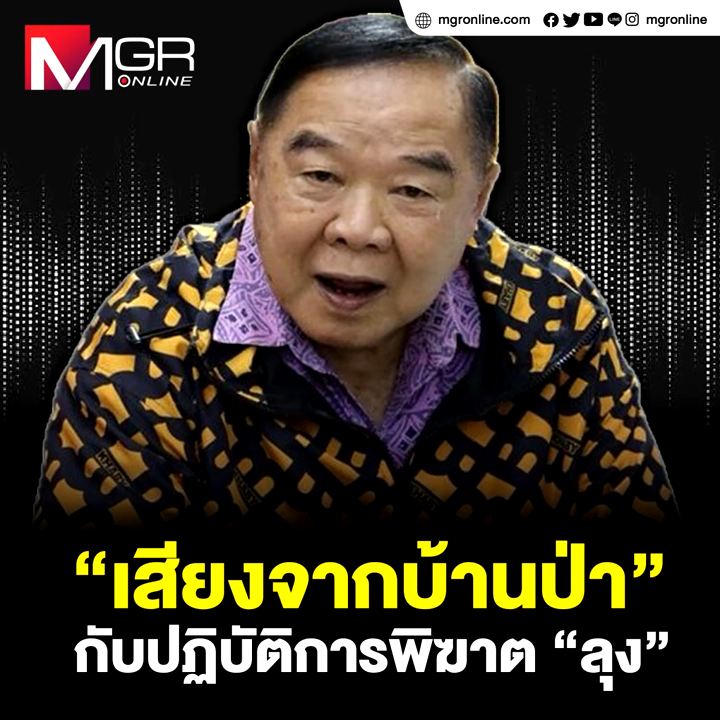 MGR
ONLINE
mgronline.com mgronline
“เสียงจากบ้านป่า”
กับปฏิบัติการพิฆาต “ลุง”